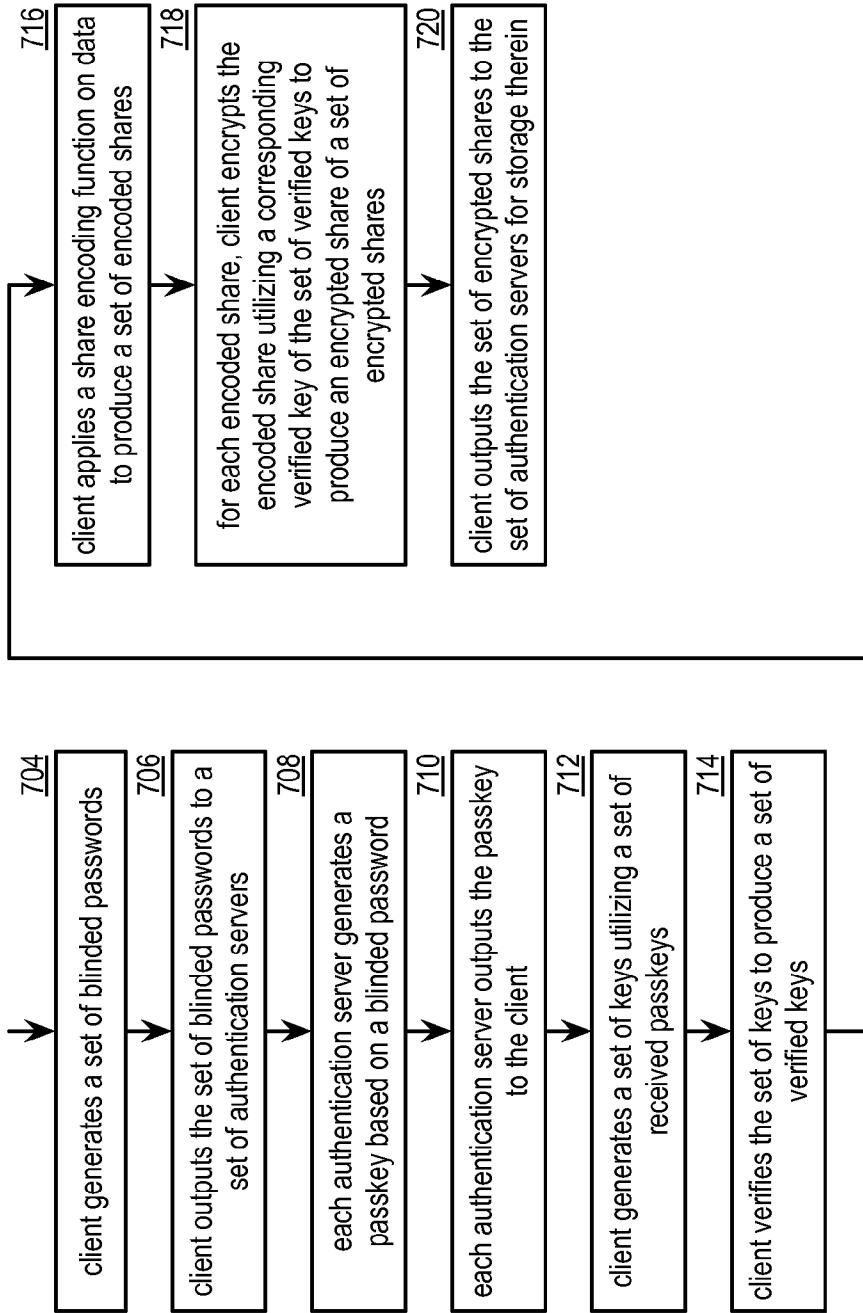 704
client generates a set of blinded passwords
706
client outputs the set of blinded passwords to a
set of authentication servers
708
each authentication server generates a
passkey based on a blinded password
710
each authentication server outputs the passkey
to the client
712
client generates a set of keys utilizing a set of
received passkeys
714
client verifies the set of keys to produce a set of
verified keys
716
client applies a share encoding function on data
to produce a set of encoded shares
718
for each encoded share, client encrypts the
encoded share utilizing a corresponding
verified key of the set of verified keys to
produce an encrypted share of a set of
encrypted shares
720
client outputs the set of encrypted shares to the
set of authentication servers for storage therein